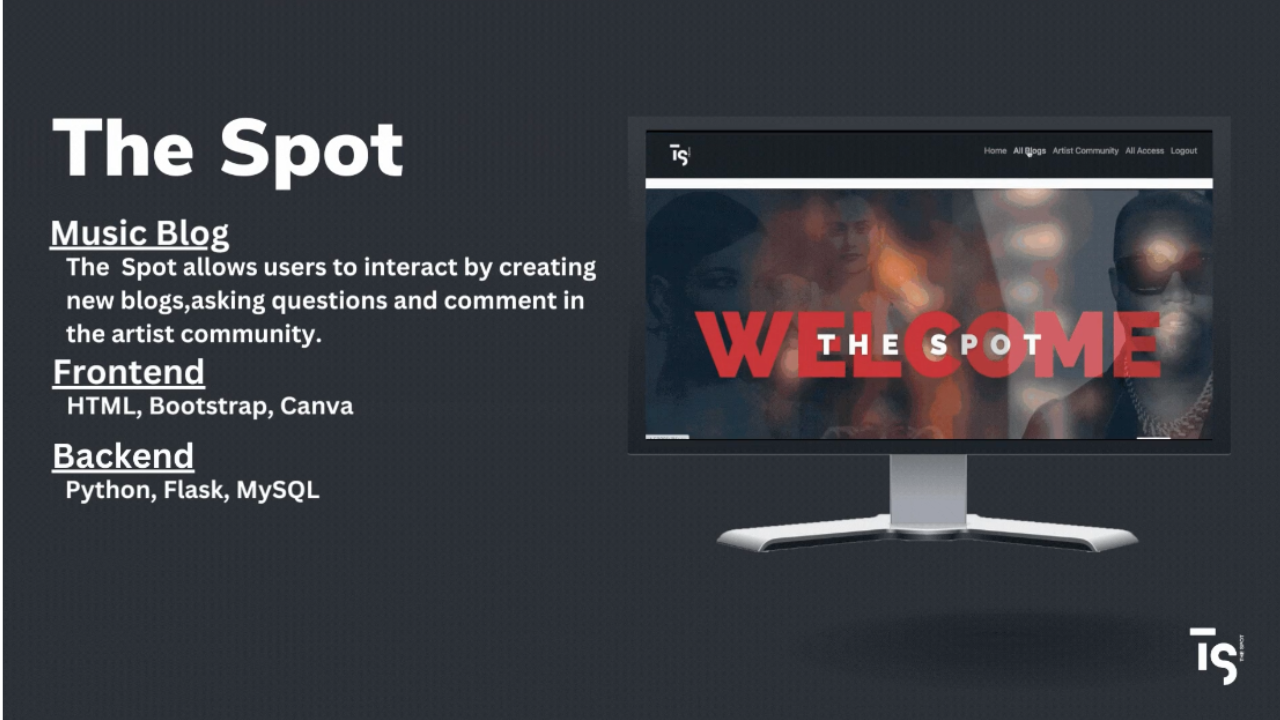 The Spot
Music Blog
The  Spot allows users to interact by creating
new blogs,asking questions and comment in
the artist community.
Frontend
HTML, Bootstrap, Canva
Backend
Python, Flask, MySQL
TS
Home All Blogs Artist Community All Access Logout
WELCOME
THE SPOT
TS
THE SPOT